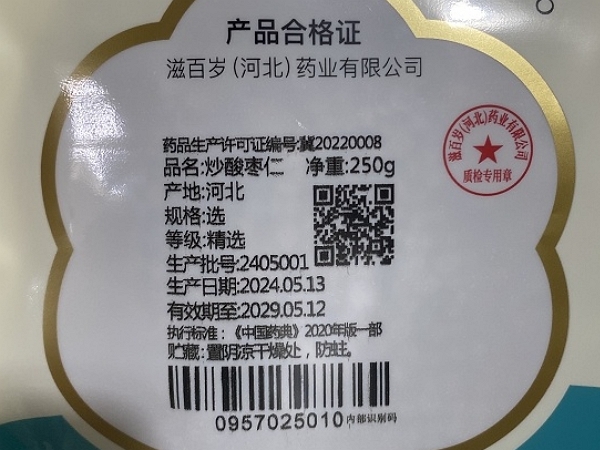 产品合格证
滋百岁(河北)药业有限公司
药品生产许可证编号:冀20220008
品名:炒酸枣仁 净重:250g
产地:河北
规格:选
等级:精选
生产批号:2405001
生产日期:2024.05.13
有效期至:2029.05.12
执行标准:《中国药典》2020年版一部
贮藏:置阴凉干燥处,防蛀。
0957025010内部识别码
滋百岁(河北)药业有限公司
质检专用章